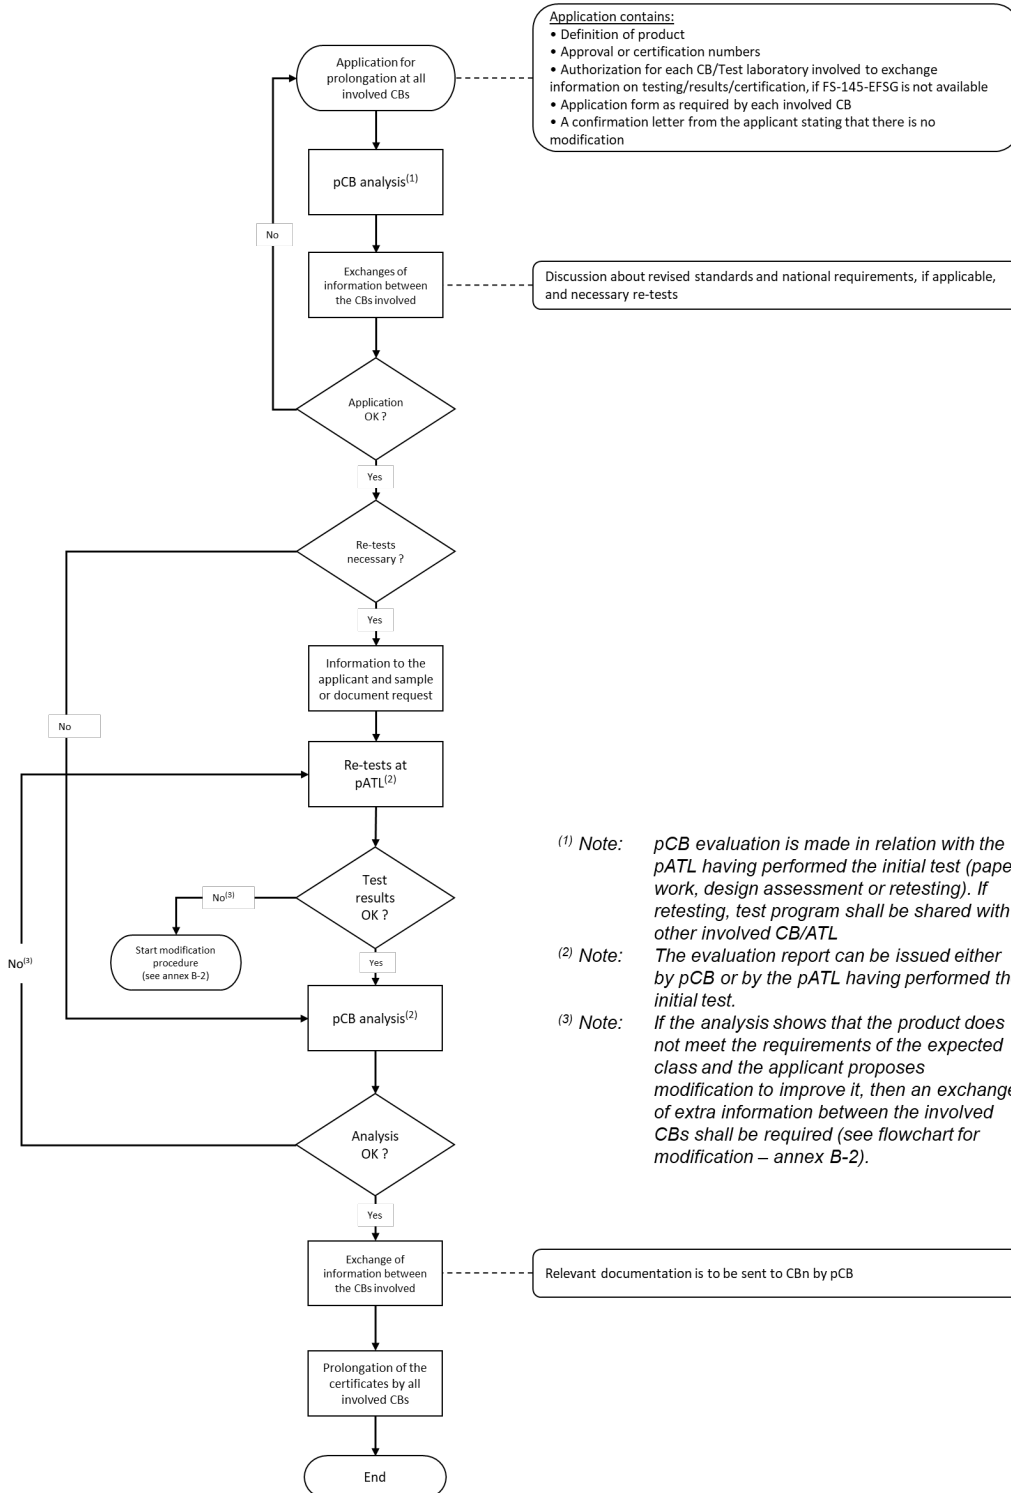 Application for
prolongation at all
involved CBs
Application contains:
• Definition of product
• Approval or certification numbers
• Authorization for each CB/Test laboratory involved to exchange
information on testing/results/certification, if FS-145-EFSG is not available
• Application form as required by each involved CB
• A confirmation letter from the applicant stating that there is no
modification
pCB analysis(1)
No
Exchanges of
information between
the CBs involved
Discussion about revised standards and national requirements, if applicable,
and necessary re-tests
Application
OK ?
Yes
Re-tests
necessary ?
Yes
Information to the
applicant and sample
or document request
No
Re-tests at
pATL(2)
Test
results
OK ?
No(3)
Start modification
procedure
(see annex B-2)
Yes
No(3)
pCB analysis(2)
Analysis
OK ?
Yes
(1) Note: pCB evaluation is made in relation with the
pATL having performed the initial test (pape
work, design assessment or retesting). If
retesting, test program shall be shared with
other involved CB/ATL
(2) Note: The evaluation report can be issued either
by pCB or by the pATL having performed th
initial test.
(3) Note: If the analysis shows that the product does
not meet the requirements of the expected
class and the applicant proposes
modification to improve it, then an exchange
of extra information between the involved
CBs shall be required (see flowchart for
modification – annex B-2).
Exchange of
information between
the CBs involved
Relevant documentation is to be sent to CBn by pCB
Prolongation of the
certificates by all
involved CBs
End